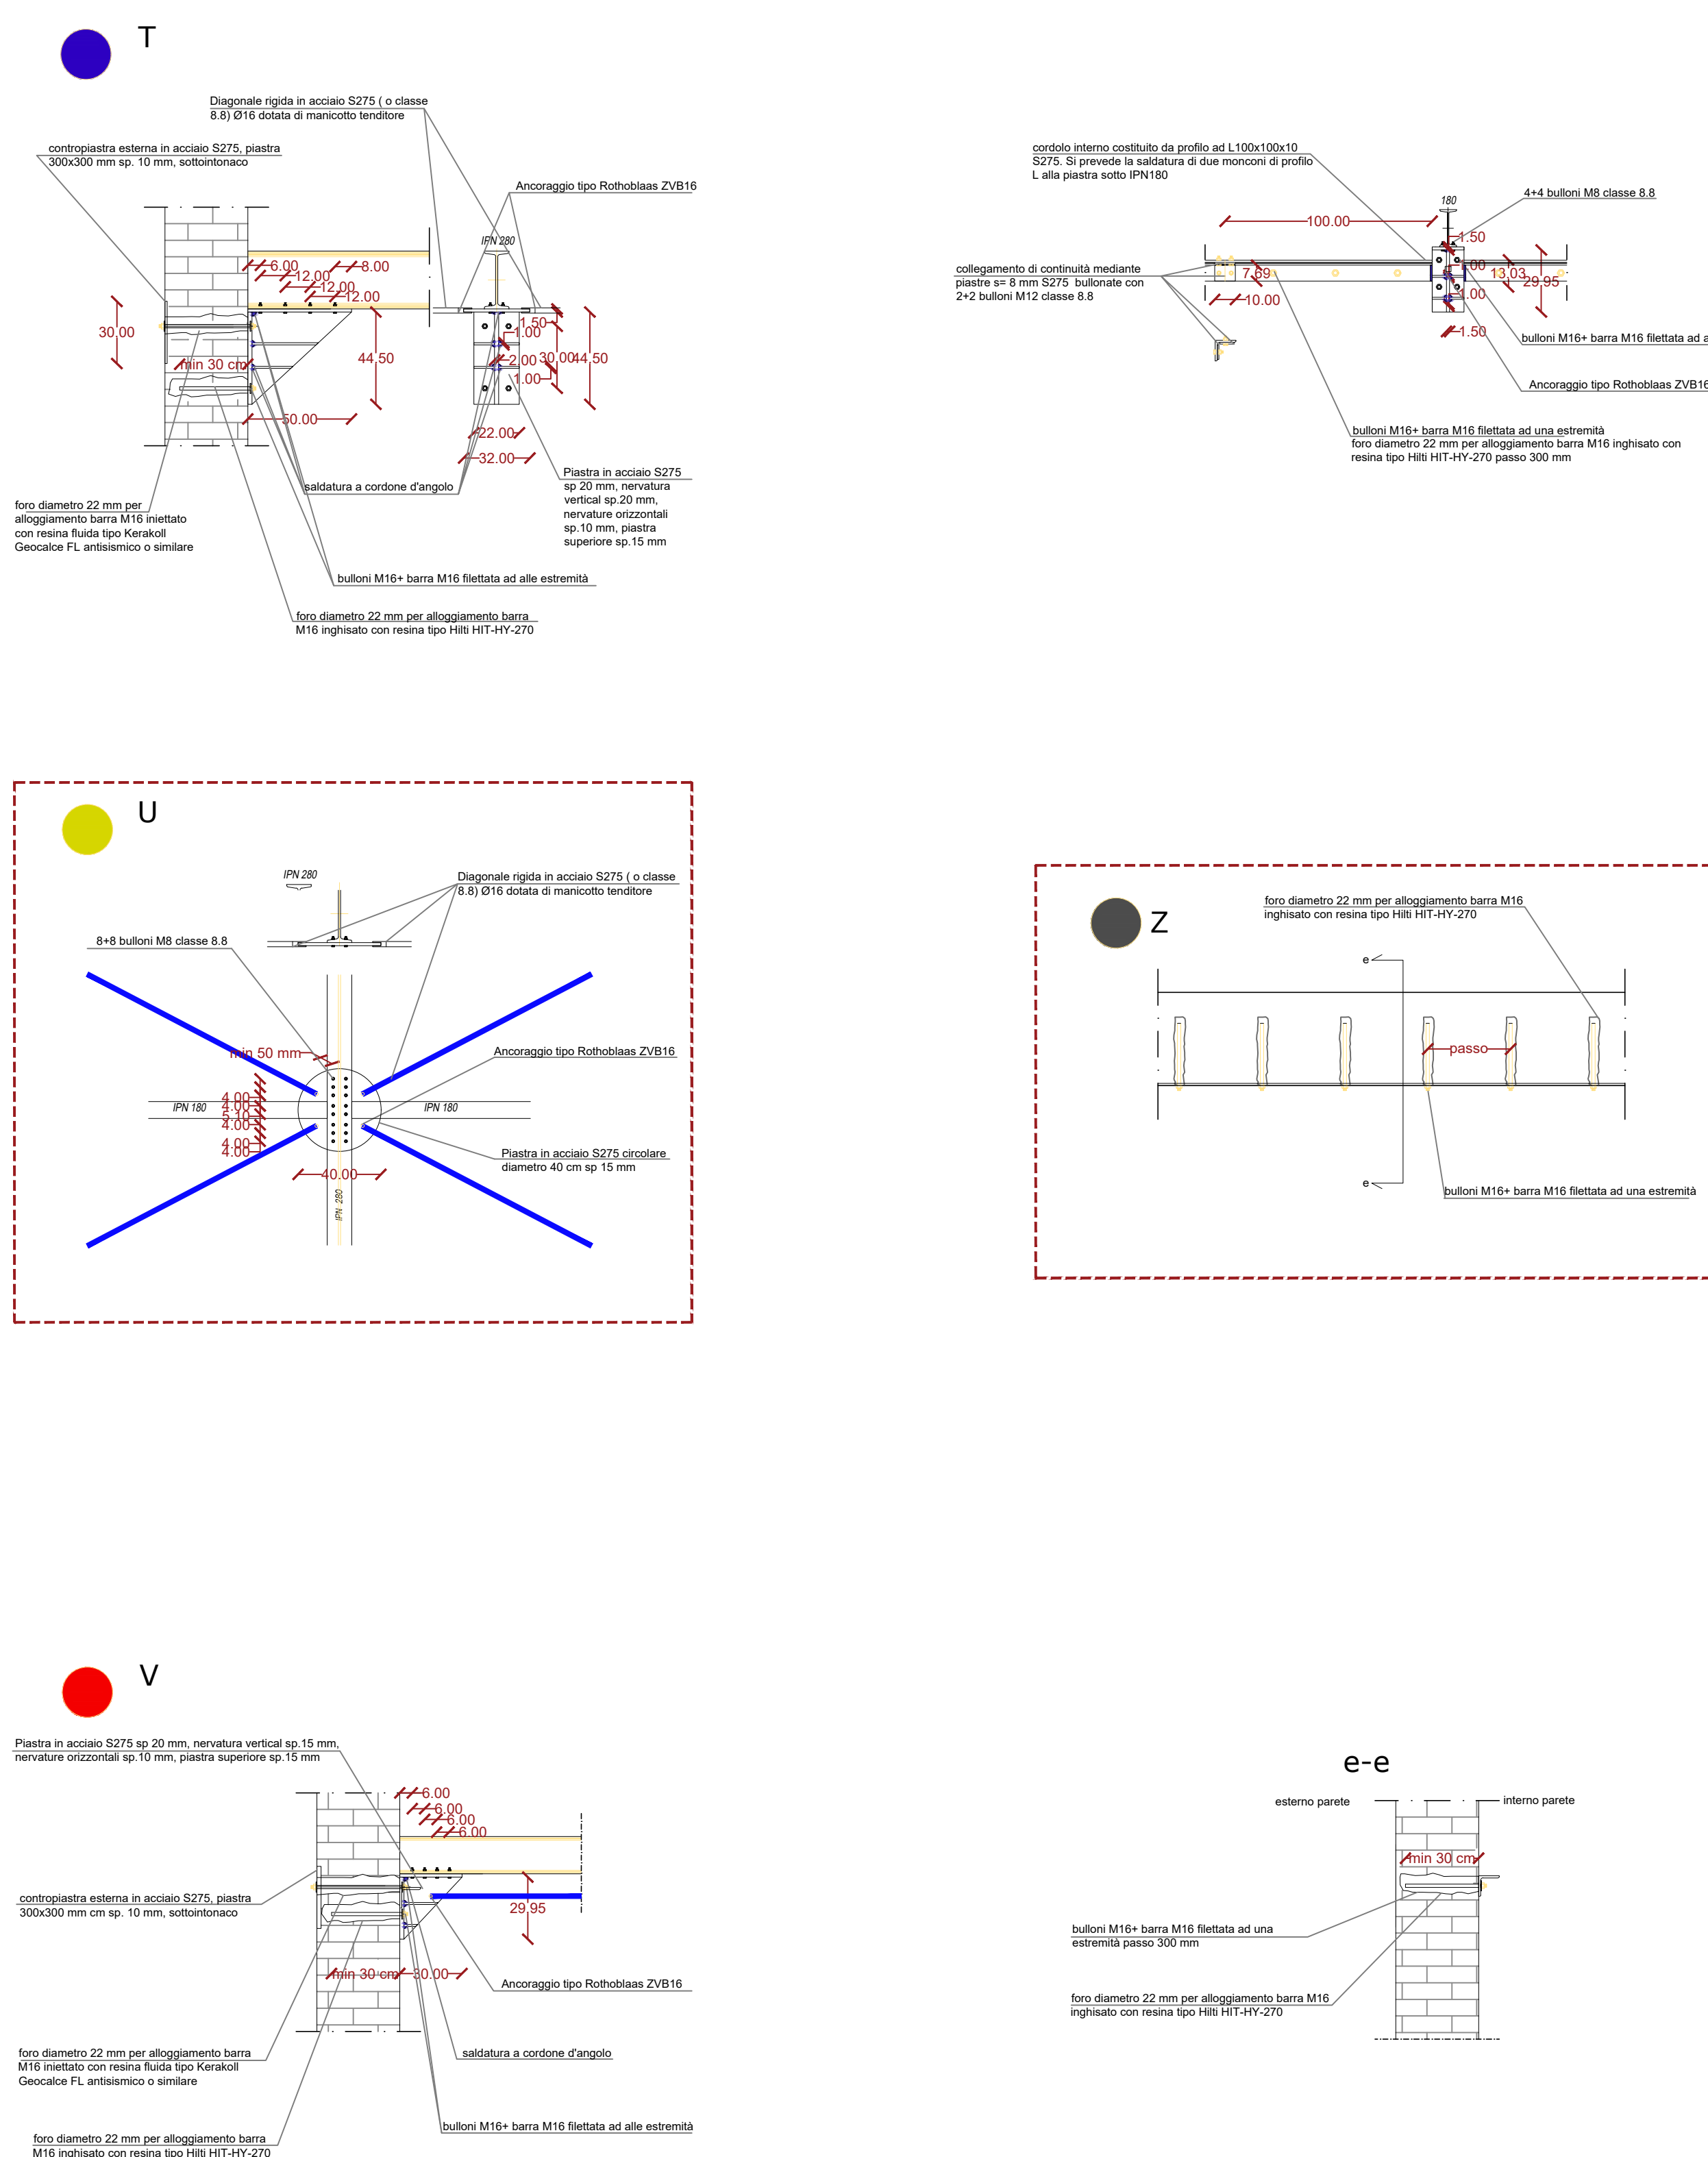 T
Diagonale rigida in acciaio S275 ( o classe
8.8) Ø16 dotata di manicotto tenditore
contropiastra esterna in acciaio S275, piastra
300x300 mm sp. 10 mm, sottointonaco
Ancoraggio tipo Rothoblaas ZVB16
IPN 280
6.00
8.00
12.00
12.00
12.00
30.00
min 30 cm
44.50
50.00
1.50
1.00
2.00
30.00
44.50
1.00
22.00
32.00
saldatura a cordone d'angolo
Piastra in acciaio S275
sp 20 mm, nervatura
vertical sp.20 mm,
nervature orizzontali
sp.10 mm, piastra
superiore sp.15 mm
foro diametro 22 mm per
alloggiamento barra M16 iniettato
con resina fluida tipo Kerakoll
Geocalce FL antisismico o similare
bulloni M16+ barra M16 filettata ad alle estremità
foro diametro 22 mm per alloggiamento barra
M16 inghisato con resina tipo Hilti HIT-HY-270
cordolo interno costituito da profilo ad L100x100x10
S275. Si prevede la saldatura di due monconi di profilo
L alla piastra sotto IPN180
4+4 bulloni M8 classe 8.8
180
100.00
1.50
collegamento di continuità mediante
piastre s= 8 mm S275  bullonate con
2+2 bulloni M12 classe 8.8
7.69
1.00
13.03
29.95
10.00
1.00
1.50
bulloni M16+ barra M16 filettata ad a
Ancoraggio tipo Rothoblaas ZVB16
bulloni M16+ barra M16 filettata ad una estremità
foro diametro 22 mm per alloggiamento barra M16 inghisato con
resina tipo Hilti HIT-HY-270 passo 300 mm
U
IPN 280
Diagonale rigida in acciaio S275 ( o classe
8.8) Ø16 dotata di manicotto tenditore
8+8 bulloni M8 classe 8.8
min 50 mm
Ancoraggio tipo Rothoblaas ZVB16
4.00
4.00
5.10
4.00
4.00
4.00
IPN 180
IPN 180
Piastra in acciaio S275 circolare
diametro 40 cm sp 15 mm
40.00
IPN 280
Z
foro diametro 22 mm per alloggiamento barra M16
inghisato con resina tipo Hilti HIT-HY-270
e
passo
e
bulloni M16+ barra M16 filettata ad una estremità
V
Piastra in acciaio S275 sp 20 mm, nervatura vertical sp.15 mm,
nervature orizzontali sp.10 mm, piastra superiore sp.15 mm
6.00
6.00
6.00
6.00
contropiastra esterna in acciaio S275, piastra
300x300 mm cm sp. 10 mm, sottointonaco
29.95
min 30 cm
30.00
Ancoraggio tipo Rothoblaas ZVB16
foro diametro 22 mm per alloggiamento barra
M16 iniettato con resina fluida tipo Kerakoll
Geocalce FL antisismico o similare
saldatura a cordone d'angolo
bulloni M16+ barra M16 filettata ad alle estremità
foro diametro 22 mm per alloggiamento barra
M16 inghisato con resina tipo Hilti HIT-HY-270
e-e
esterno parete
interno parete
min 30 cm
bulloni M16+ barra M16 filettata ad una
estremità passo 300 mm
foro diametro 22 mm per alloggiamento barra M16
inghisato con resina tipo Hilti HIT-HY-270